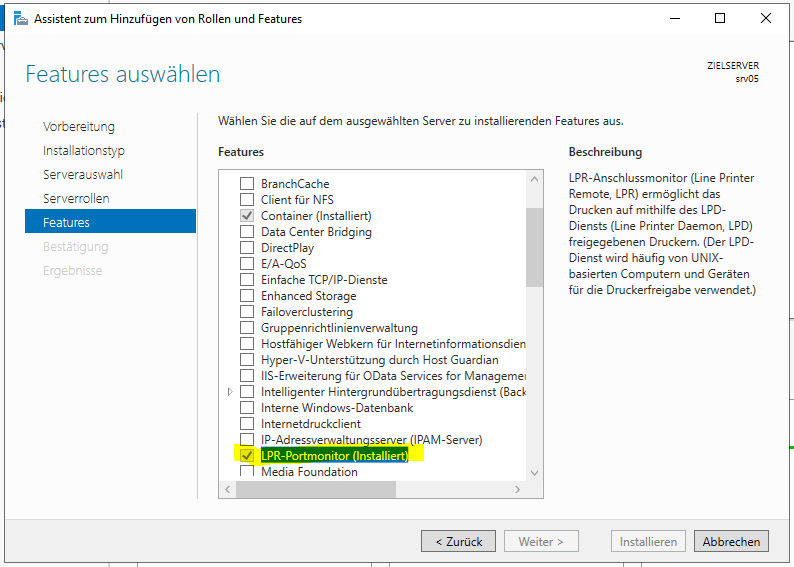 Assistent zum Hinzufügen von Rollen und Features
Features auswählen
ZIELSERVER
srv05
Vorbereitung
Installationstyp
Serverauswahl
Serverrollen
Features
Bestätigung
Ergebnisse
Wählen Sie die auf dem ausgewählten Server zu installierenden Features aus.
Features
BranchCache
Client für NFS
Container (Installiert)
Data Center Bridging
DirectPlay
E/A-QoS
Einfache TCP/IP-Dienste
Enhanced Storage
Failoverclustering
Gruppenrichtlinienverwaltung
Hostfähiger Webkern für Internetinformationsdien
Hyper-V-Unterstützung durch Host Guardian
IIS-Erweiterung für OData Services for Manageme
Intelligenter Hintergrundübertragungsdienst (Back
Interne Windows-Datenbank
Internetdruckclient
IP-Adressverwaltungsserver (IPAM-Server)
LPR-Portmonitor (Installiert)
Media Foundation
Beschreibung
LPR-Anschlussmonitor (Line Printer
Remote, LPR) ermöglicht das
Drucken auf mithilfe des LPD-
Diensts (Line Printer Daemon, LPD)
freigegebenen Druckern. (Der LPD-
Dienst wird häufig von UNIX-
basierten Computern und Geräten
für die Druckerfreigabe verwendet.)
< Zurück
Weiter >
Installieren
Abbrechen